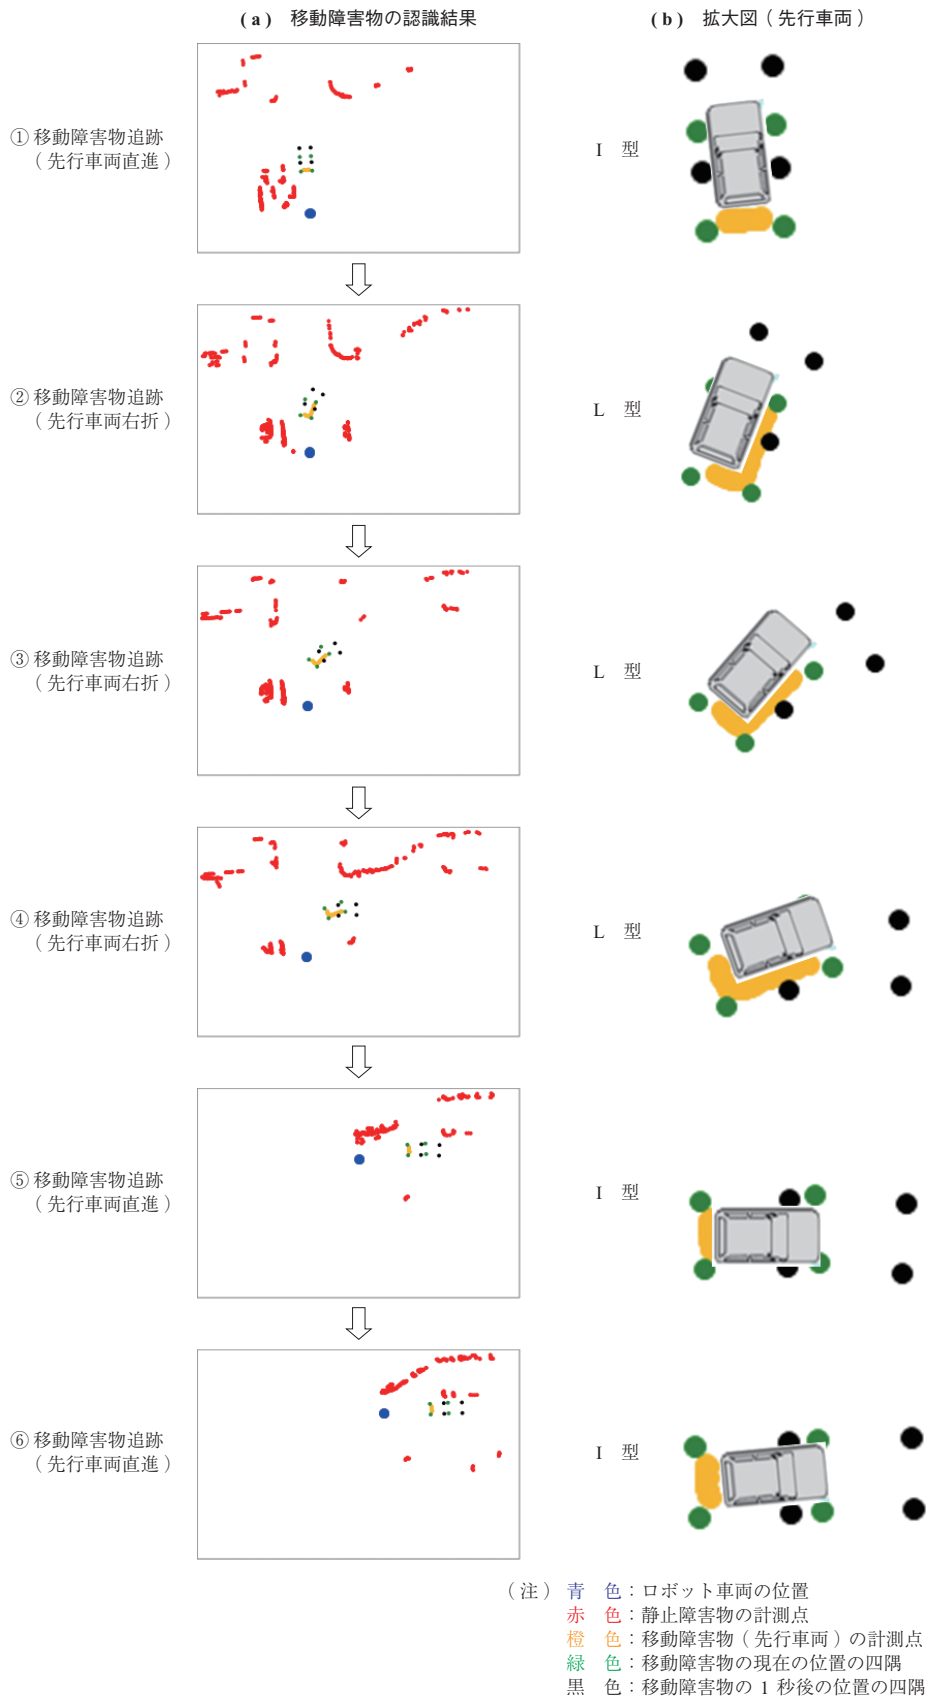 ( a ) 移動障害物の認識結果
( b ) 拡大図 ( 先行車両 )
① 移動障害物追跡
( 先行車両直進 )
I 型
② 移動障害物追跡
( 先行車両右折 )
L 型
③ 移動障害物追跡
( 先行車両右折 )
L 型
④ 移動障害物追跡
( 先行車両右折 )
L 型
⑤ 移動障害物追跡
( 先行車両直進 )
I 型
⑥ 移動障害物追跡
( 先行車両直進 )
I 型
( 注 ) 青 色 : ロボット車両の位置
赤 色 : 静止障害物の計測点
橙 色 : 移動障害物 ( 先行車両 ) の計測点
緑 色 : 移動障害物の現在の位置の四隅
黒 色 : 移動障害物の 1 秒後の位置の四隅